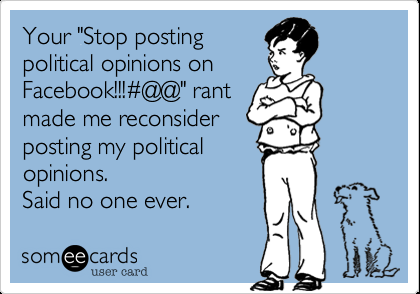 Your "Stop posting
political opinions on
Facebook!!!#@@" rant
made me reconsider
posting my political
opinions.
Said no one ever.
someecards
user card